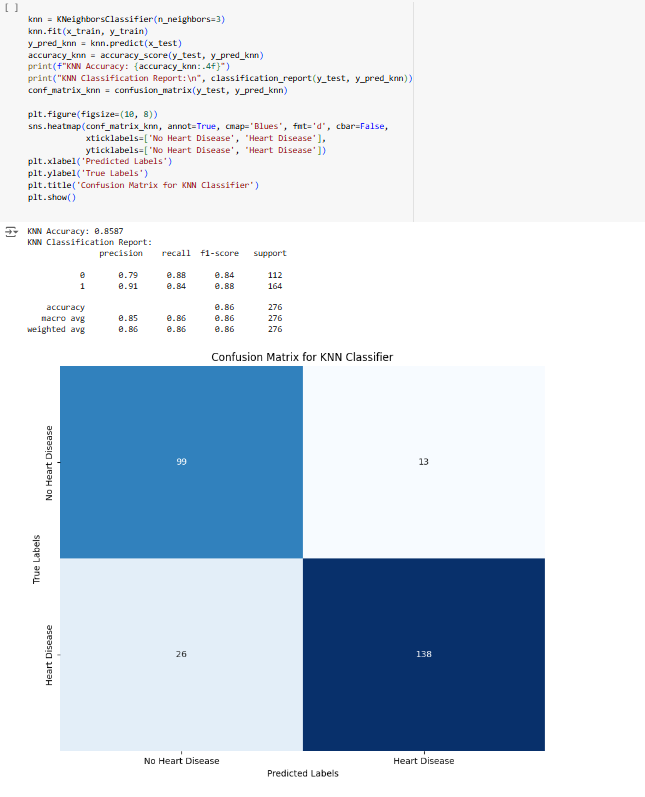 [ ]
knn = KNeighborsClassifier(n_neighbors=3)
knn.fit(x_train, y_train)
y_pred_knn = knn.predict(x_test)
accuracy_knn = accuracy_score(y_test, y_pred_knn)
print(f"KNN Accuracy: {accuracy_knn:.4f}")
print("KNN Classification Report:\n", classification_report(y_test, y_pred_knn))
conf_matrix_knn = confusion_matrix(y_test, y_pred_knn)
plt.figure(figsize=(10, 8))
sns.heatmap(conf_matrix_knn, annot=True, cmap='Blues', fmt='d', cbar=False,
xticklabels=['No Heart Disease', 'Heart Disease'],
yticklabels=['No Heart Disease', 'Heart Disease'])
plt.xlabel('Predicted Labels')
plt.ylabel('True Labels')
plt.title('Confusion Matrix for KNN Classifier')
plt.show()
KNN Accuracy: 0.8587
KNN Classification Report:
precision recall f1-score support
0 0.79 0.88 0.84 112
1 0.91 0.84 0.88 164
accuracy 0.86 276
macro avg 0.85 0.86 0.86 276
weighted avg 0.86 0.86 0.86 276
Confusion Matrix for KNN Classifier
No Heart Disease
99 13
True Labels
Heart Disease
26 138
No Heart Disease Heart Disease
Predicted Labels